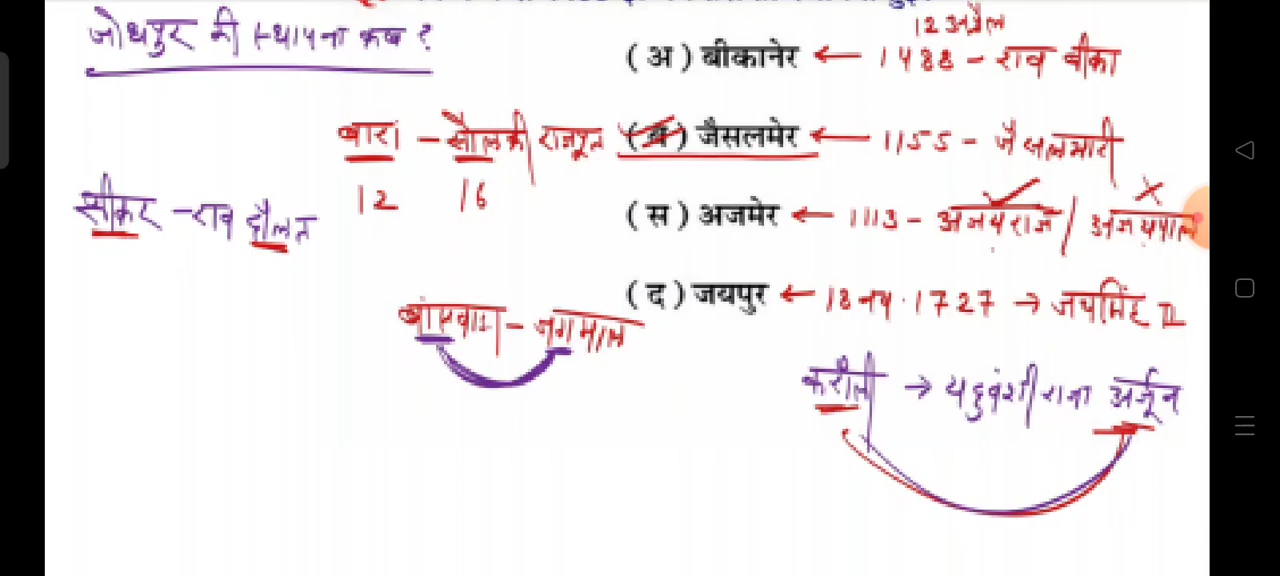 जोधपुर की स्थापना कब ?
12 अप्रैल
(अ) बीकानेर ← 1488 - राव बीका
बारां - सोलंकी राजपूत
12 16
(ब) जैसलमेर ← 1155 - जैसलभाटी
सीकर - राव दौलत
(स) अजमेर ← 1113 - अजयराज / अजयपाल
(द) जयपुर ← 18 नव. 1727 → जयसिंह II
बांसवाड़ा - जगमाल
करौली → यदुवंशी राजा अर्जुन